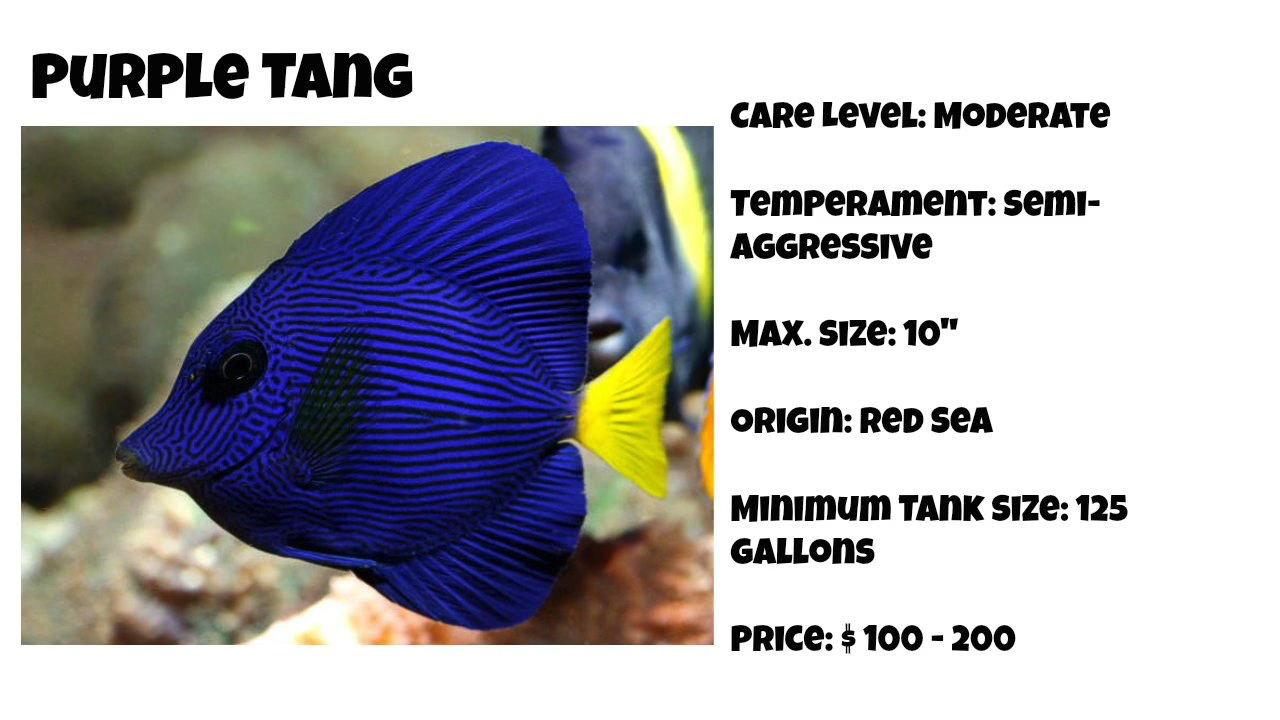 Purple Tang
Care Level: Moderate
Temperament: Semi-
Aggressive
Max. Size: 10"
Origin: Red Sea
Minimum Tank Size: 125
Gallons
Price: $ 100 - 200